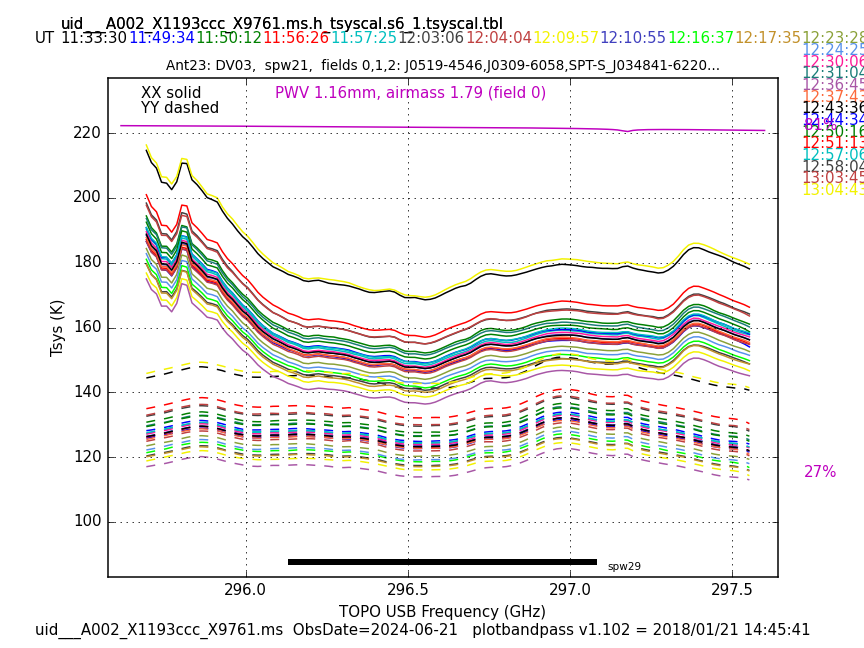 uid___A002_X1193ccc_X9761.ms.h_tsyscal.s6_1.tsyscal.tbl
UT 11:33:30 11:49:34 11:50:12 11:56:26 11:57:25 12:03:06 12:04:04 12:09:57 12:10:55 12:16:37 12:17:35 12:23:28
12:24:25
12:30:06
12:31:04
12:36:45
12:37:43
12:43:36
12:44:34
12:50:16
12:51:13
12:57:06
12:58:04
13:03:45
13:04:43
Ant23: DV03, spw21, fields 0,1,2: J0519-4546,J0309-6058,SPT-S_J034841-6220...
XX solid
YY dashed
PWV 1.16mm, airmass 1.79 (field 0)
81%
27%
220
200
180
160
140
120
100
Tsys (K)
spw29
296.0 296.5 297.0 297.5
TOPO USB Frequency (GHz)
uid___A002_X1193ccc_X9761.ms ObsDate=2024-06-21 plotbandpass v1.102 = 2018/01/21 14:45:41